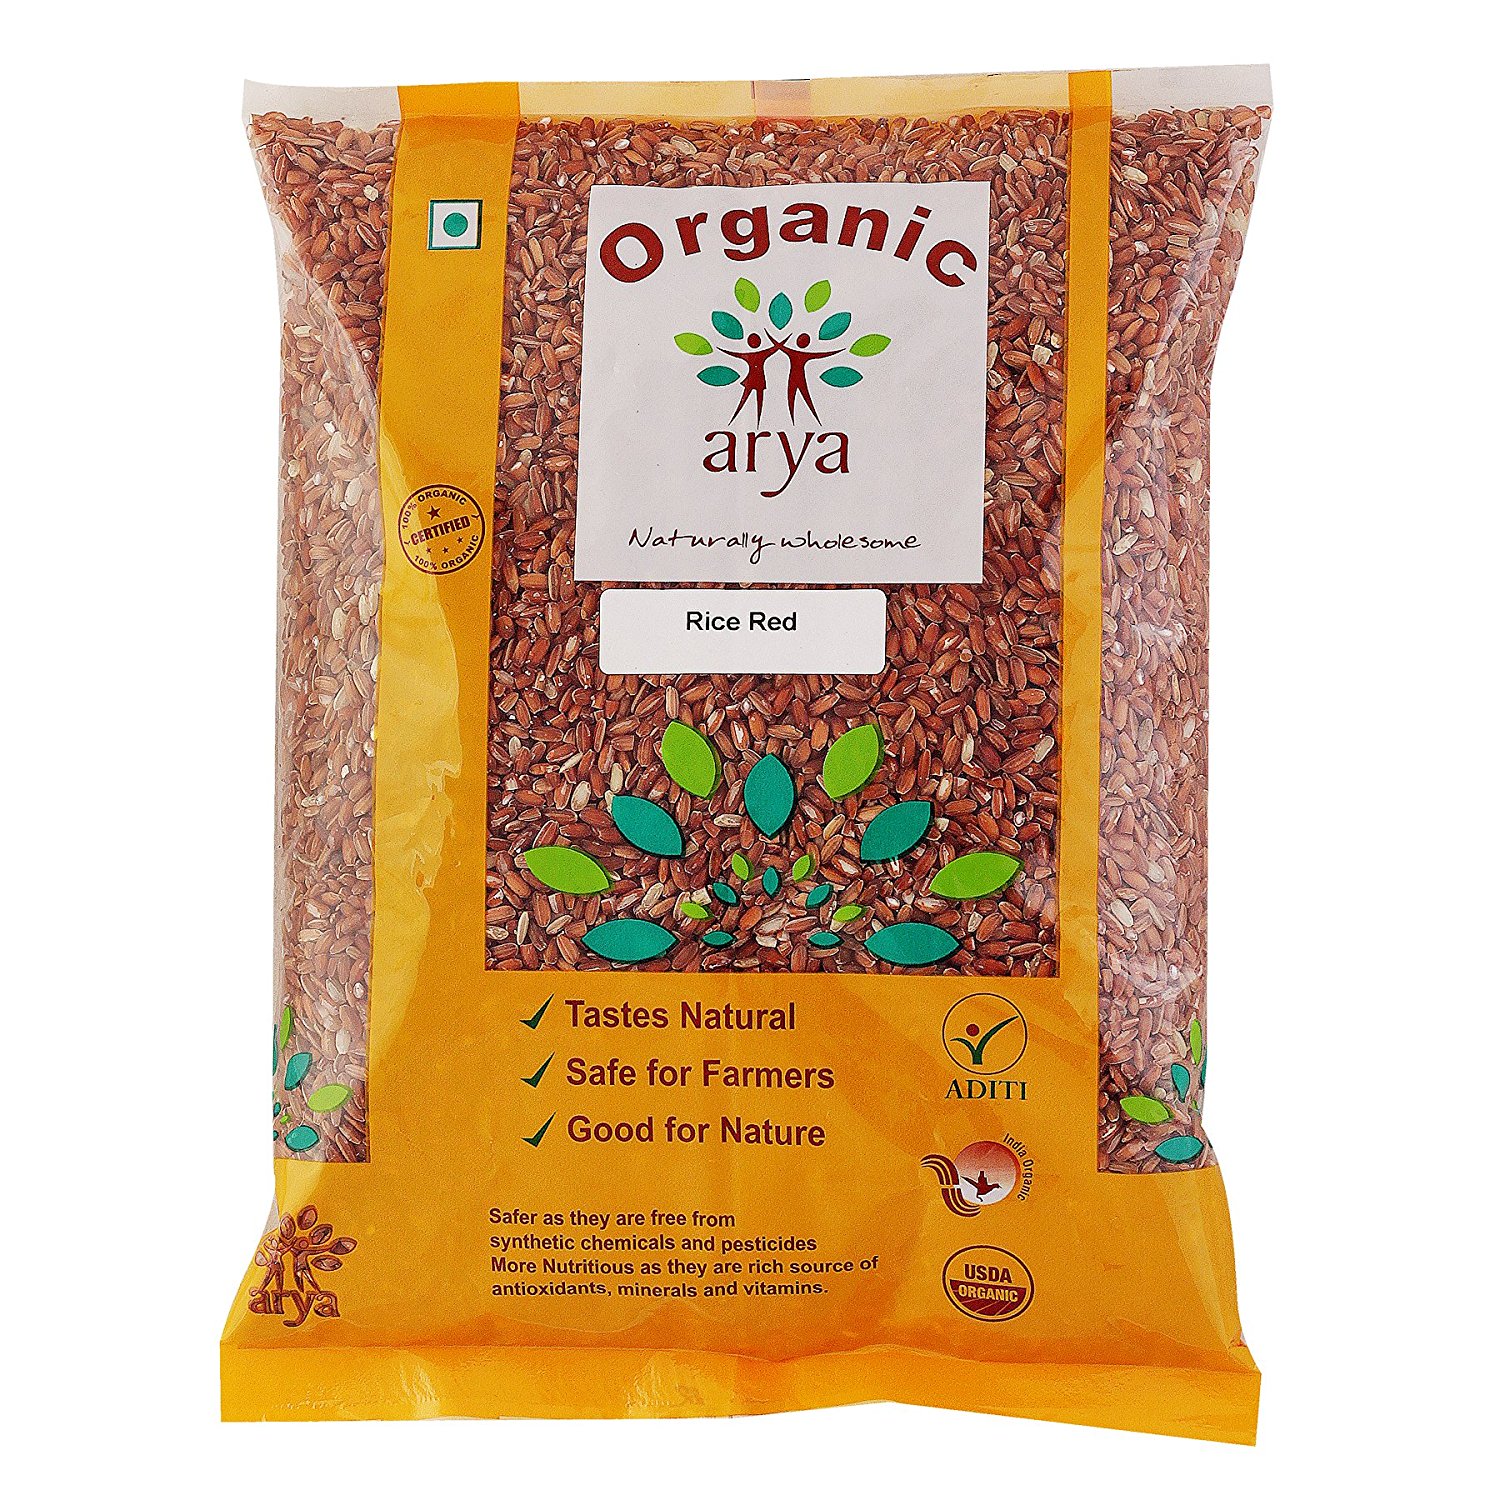 Organic
arya
Naturally wholesome
100% ORGANIC
CERTIFIED
100% ORGANIC
Rice Red
Tastes Natural
Safe for Farmers
Good for Nature
ADITI
India Organic
Safer as they are free from
synthetic chemicals and pesticides
More Nutritious as they are rich source of
antioxidants, minerals and vitamins.
USDA
ORGANIC
arya